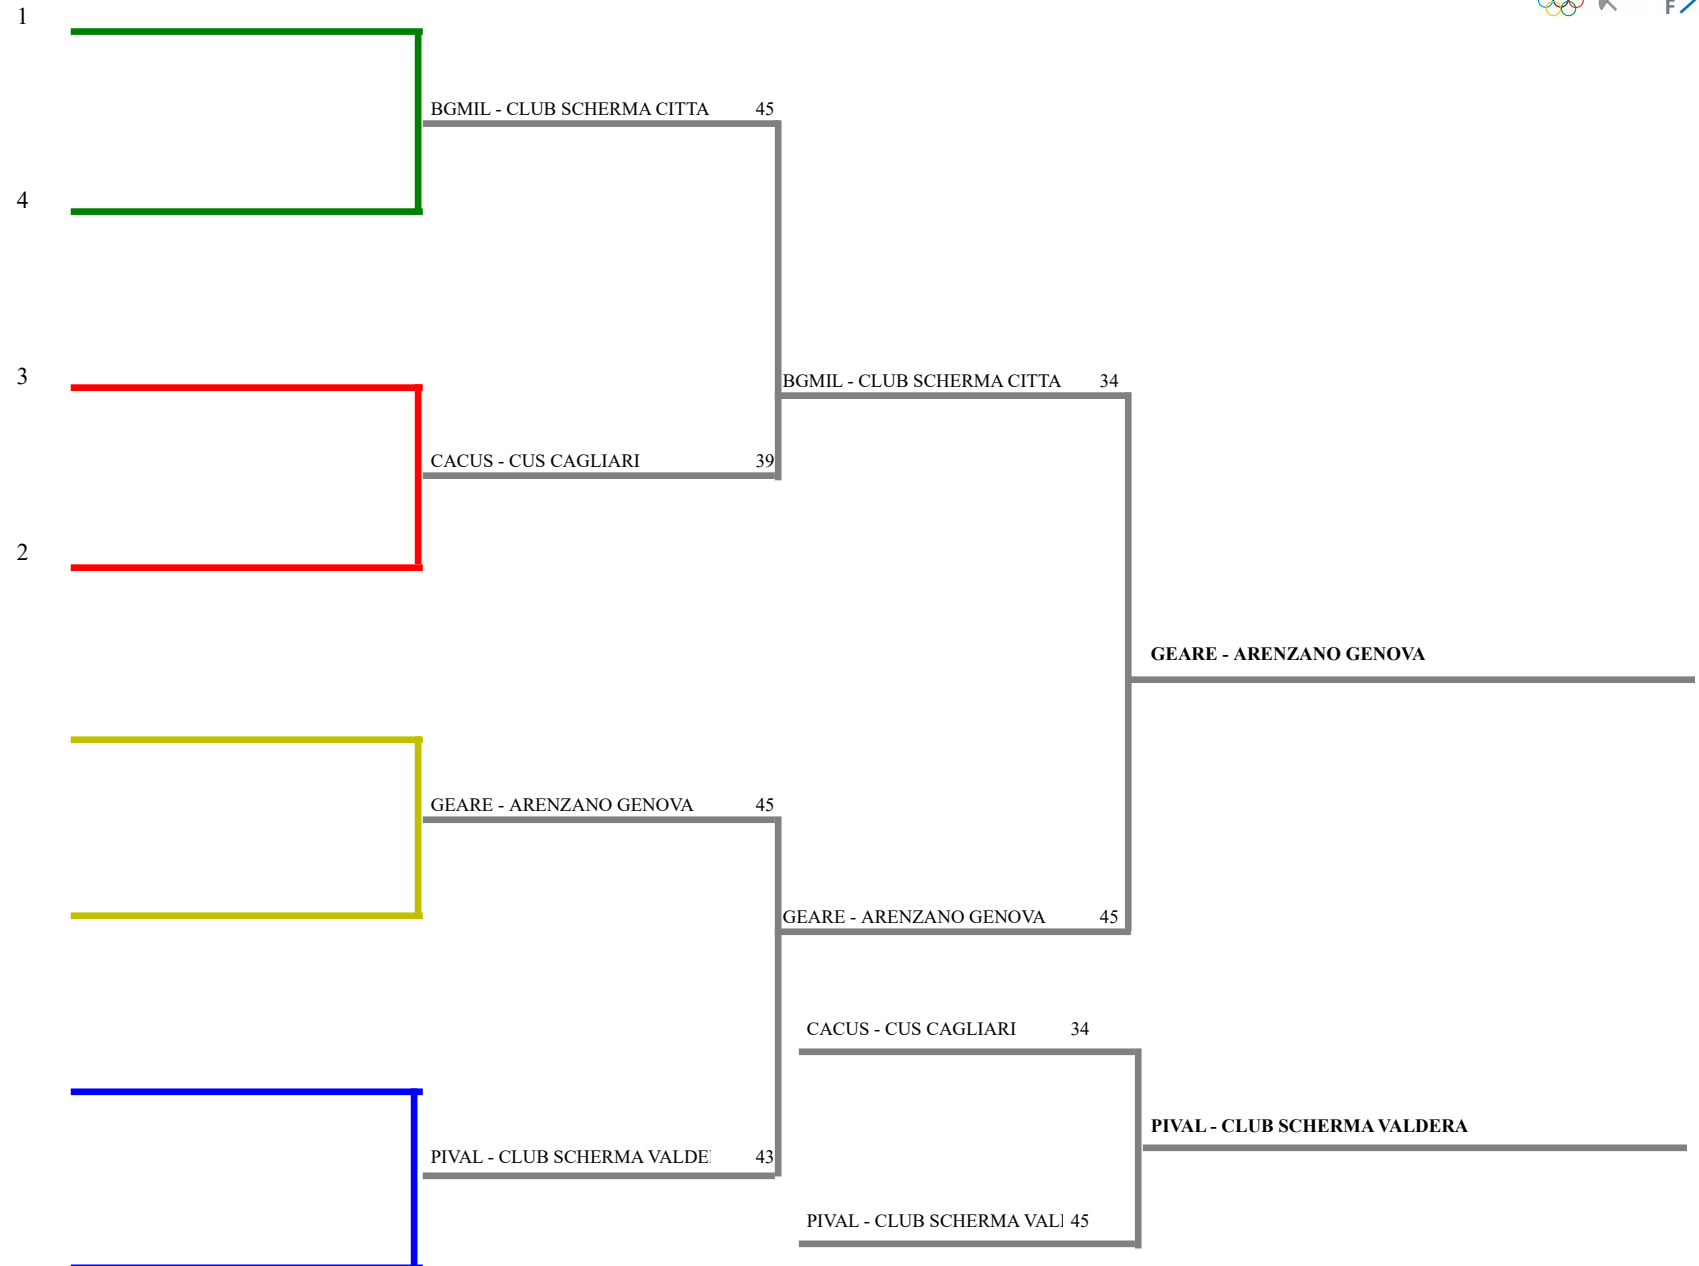 1
F
BGMIL - CLUB SCHERMA CITTA 45
4
3
BGMIL - CLUB SCHERMA CITTA 34
CACUS - CUS CAGLIARI 39
2
GEARE - ARENZANO GENOVA
GEARE - ARENZANO GENOVA 45
GEARE - ARENZANO GENOVA 45
CACUS - CUS CAGLIARI 34
PIVAL - CLUB SCHERMA VALDERA
PIVAL - CLUB SCHERMA VALDE 43
PIVAL - CLUB SCHERMA VAL 45